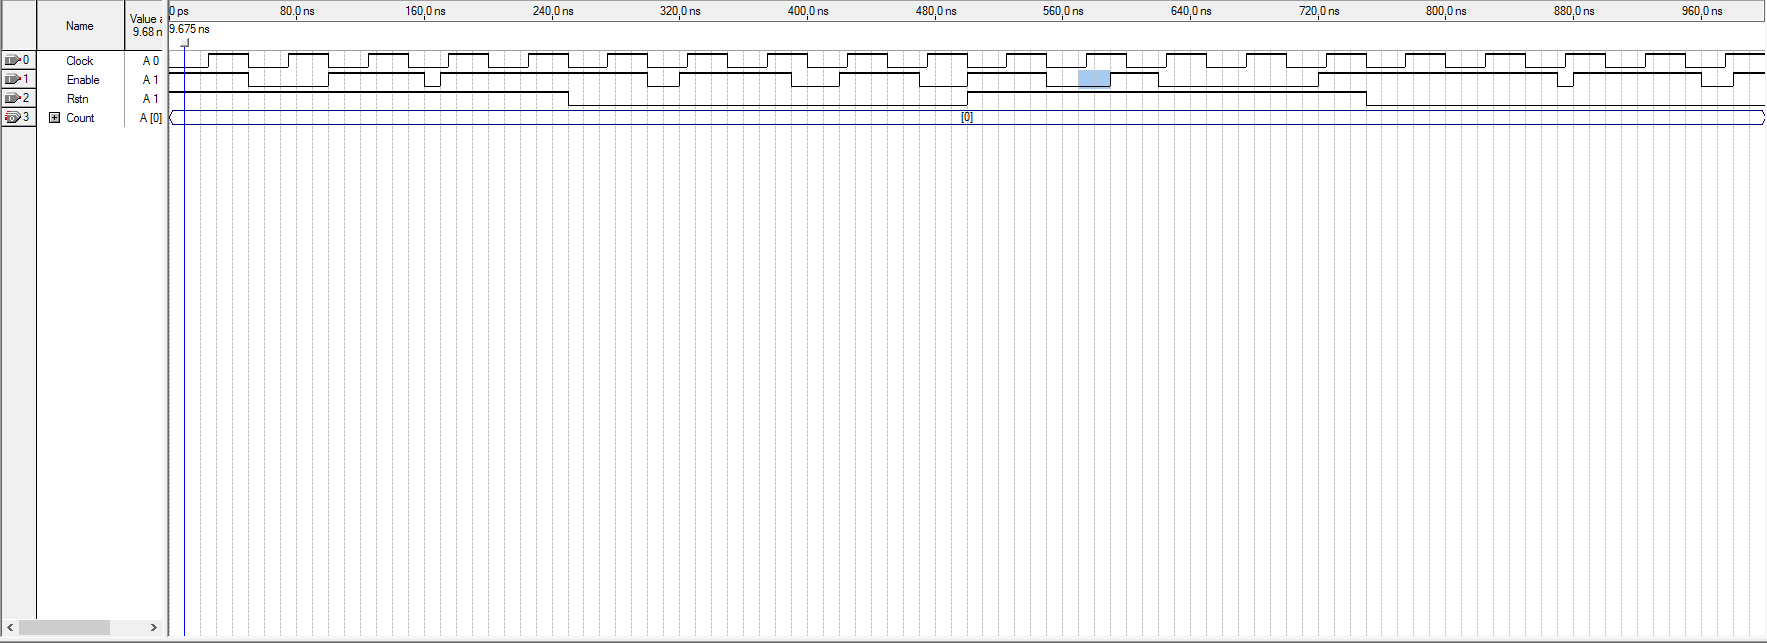 Name
Value a
9.68 n
0 ps
80.0 ns
160.0 ns
240.0 ns
320.0 ns
400.0 ns
480.0 ns
560.0 ns
640.0 ns
720.0 ns
800.0 ns
880.0 ns
960.0 ns
9.675 ns
0
Clock
A 0
1
Enable
A 1
2
Rstn
A 1
3
Count
A [0]
[0]